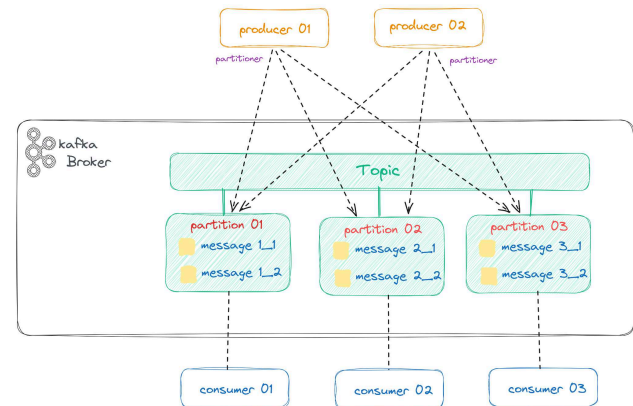 producer 01
producer 02
partitioner
partitioner
kafka
Broker
Topic
partition 01
message 1_1
message 1_2
partition 02
message 2_1
message 2_2
partition 03
message 3_1
message 3_2
consumer 01
consumer 02
consumer 03